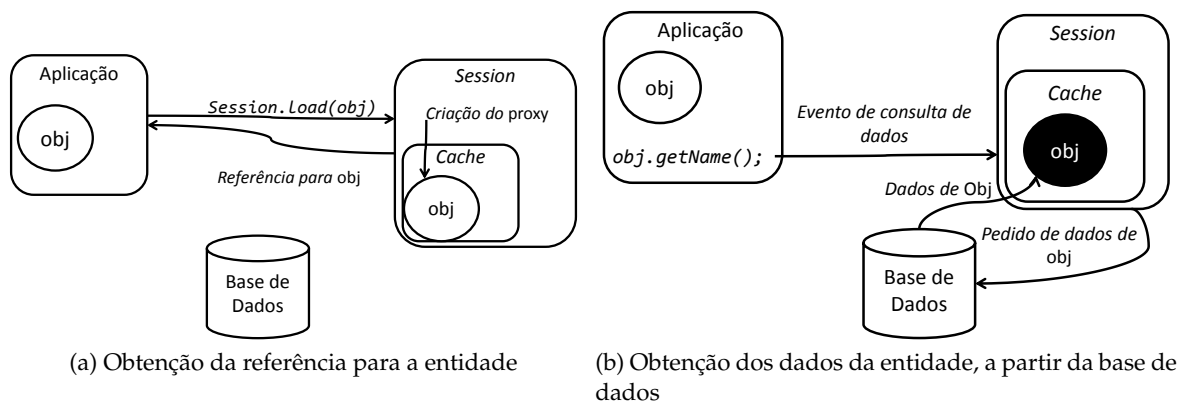 Aplicação
obj
Session.load(obj)
Referência para obj
Session
Criação do proxy
Cache
obj
Base de
Dados
(a) Obtenção da referência para a entidade
Aplicação
obj
obj.getName();
Evento de consulta de
dados
Session
Cache
obj
Dados de Obj
Pedido de dados de
obj
Base de
Dados
(b) Obtenção dos dados da entidade, a partir da base de
dados